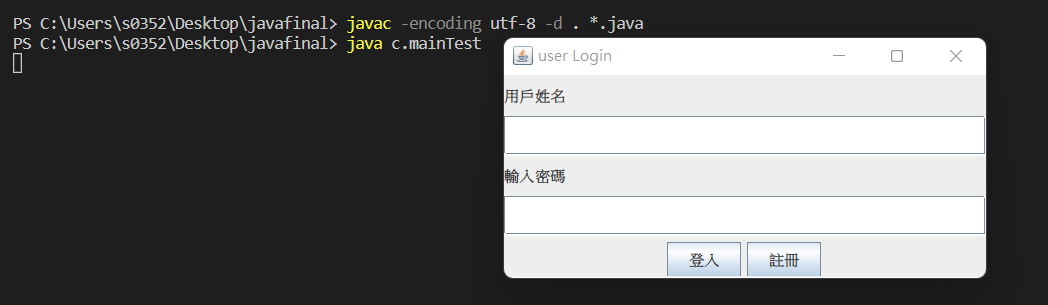 PS C:\Users\s0352\Desktop\javafinal> javac -encoding utf-8 -d . *.java
PS C:\Users\s0352\Desktop\javafinal> java c.mainTest
user Login
用戶姓名
輸入密碼
登入 註冊